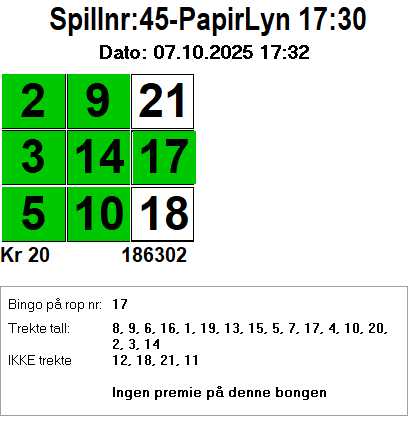 Spillnr:45-PapirLyn 17:30
Dato: 07.10.2025 17:32
2 9 21
3 14 17
5 10 18
Kr 20 186302
Bingo på rop nr: 17
Trekte tall: 8, 9, 6, 16, 1, 19, 13, 15, 5, 7, 17, 4, 10, 20,
2, 3, 14
IKKE trekte 12, 18, 21, 11
Ingen premie på denne bongen